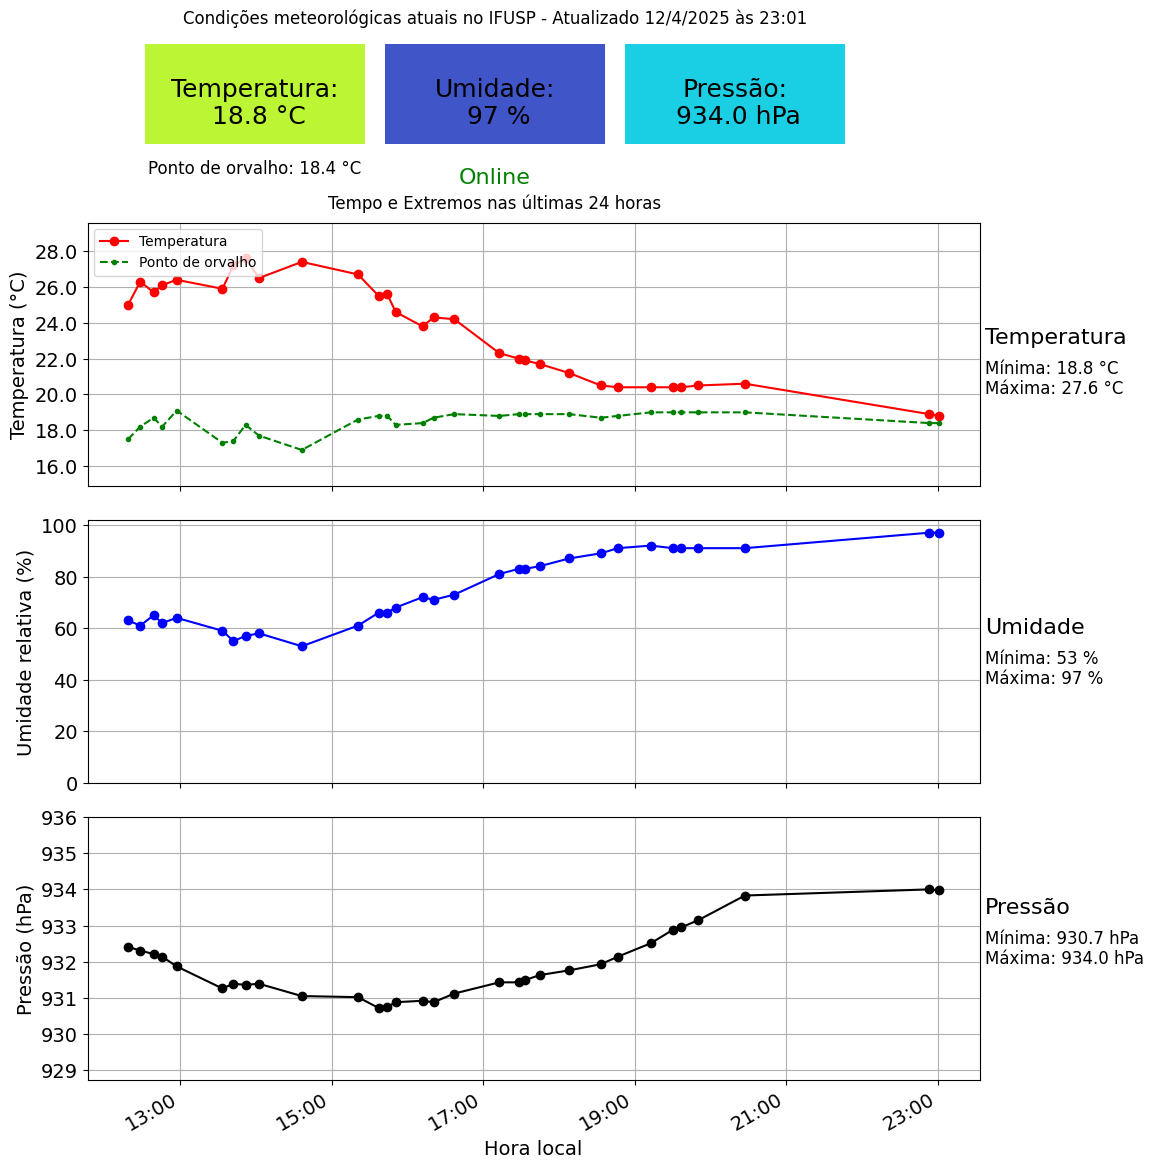 Condições meteorológicas atuais no IFUSP - Atualizado 12/4/2025 às 23:01
Temperatura:
18.8 °C
Umidade:
97 %
Pressão:
934.0 hPa
Ponto de orvalho: 18.4 °C
Online
Tempo e Extremos nas últimas 24 horas
Temperatura
Ponto de orvalho
Temperatura (°C)
28.0
26.0
24.0
22.0
20.0
18.0
16.0
Temperatura
Mínima: 18.8 °C
Máxima: 27.6 °C
Umidade relativa (%)
100
80
60
40
20
0
Umidade
Mínima: 53 %
Máxima: 97 %
Pressão (hPa)
936
935
934
933
932
931
930
929
Pressão
Mínima: 930.7 hPa
Máxima: 934.0 hPa
13:00
15:00
17:00
19:00
21:00
23:00
Hora local